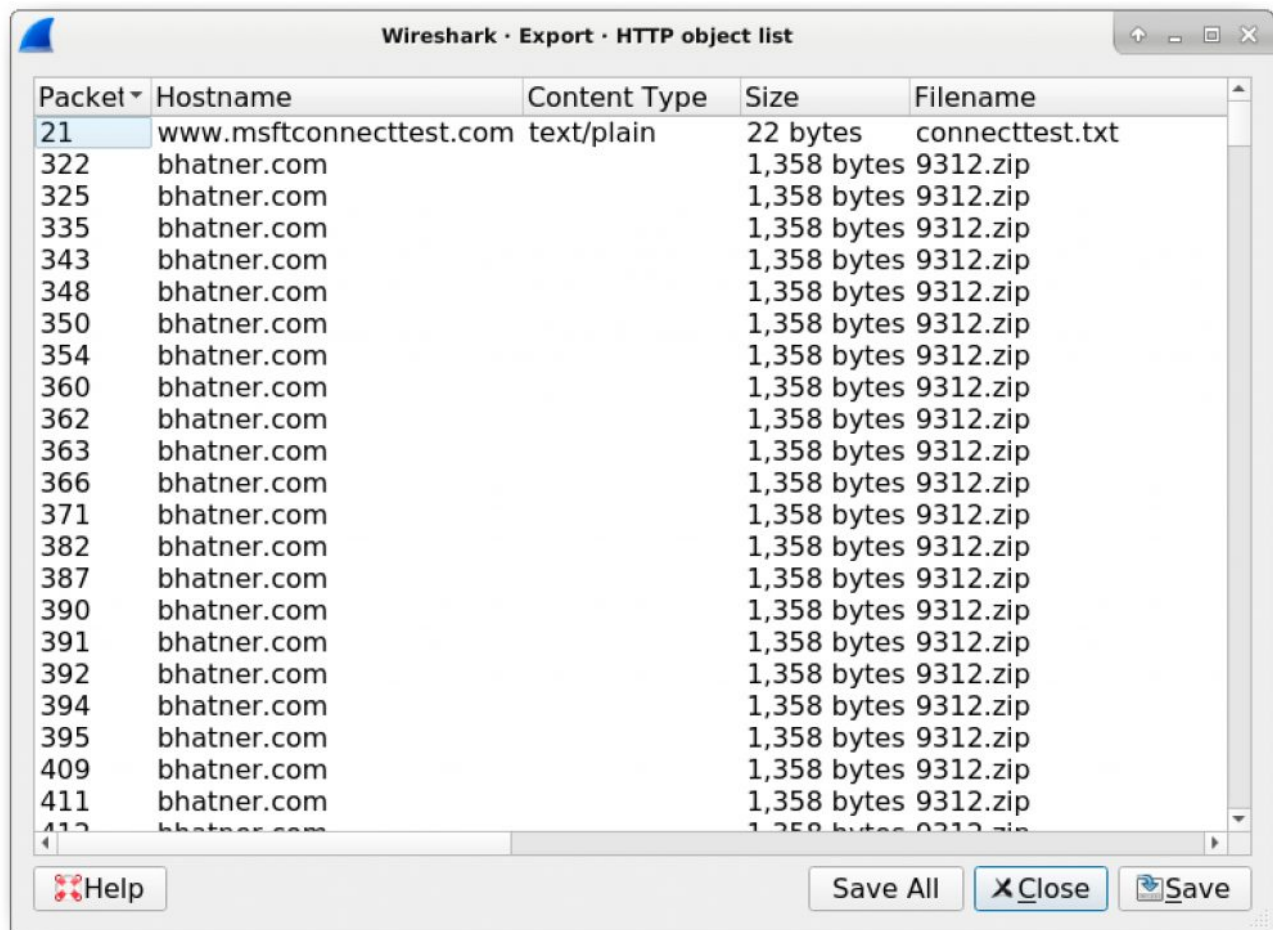 Wireshark · Export · HTTP object list
Packet Hostname Content Type Size Filename
21 www.msftconnecttest.com text/plain 22 bytes connecttest.txt
322 bhatner.com 1,358 bytes 9312.zip
325 bhatner.com 1,358 bytes 9312.zip
335 bhatner.com 1,358 bytes 9312.zip
343 bhatner.com 1,358 bytes 9312.zip
348 bhatner.com 1,358 bytes 9312.zip
350 bhatner.com 1,358 bytes 9312.zip
354 bhatner.com 1,358 bytes 9312.zip
360 bhatner.com 1,358 bytes 9312.zip
362 bhatner.com 1,358 bytes 9312.zip
363 bhatner.com 1,358 bytes 9312.zip
366 bhatner.com 1,358 bytes 9312.zip
371 bhatner.com 1,358 bytes 9312.zip
382 bhatner.com 1,358 bytes 9312.zip
387 bhatner.com 1,358 bytes 9312.zip
390 bhatner.com 1,358 bytes 9312.zip
391 bhatner.com 1,358 bytes 9312.zip
392 bhatner.com 1,358 bytes 9312.zip
394 bhatner.com 1,358 bytes 9312.zip
395 bhatner.com 1,358 bytes 9312.zip
409 bhatner.com 1,358 bytes 9312.zip
411 bhatner.com 1,358 bytes 9312.zip
Help Save All Close Save